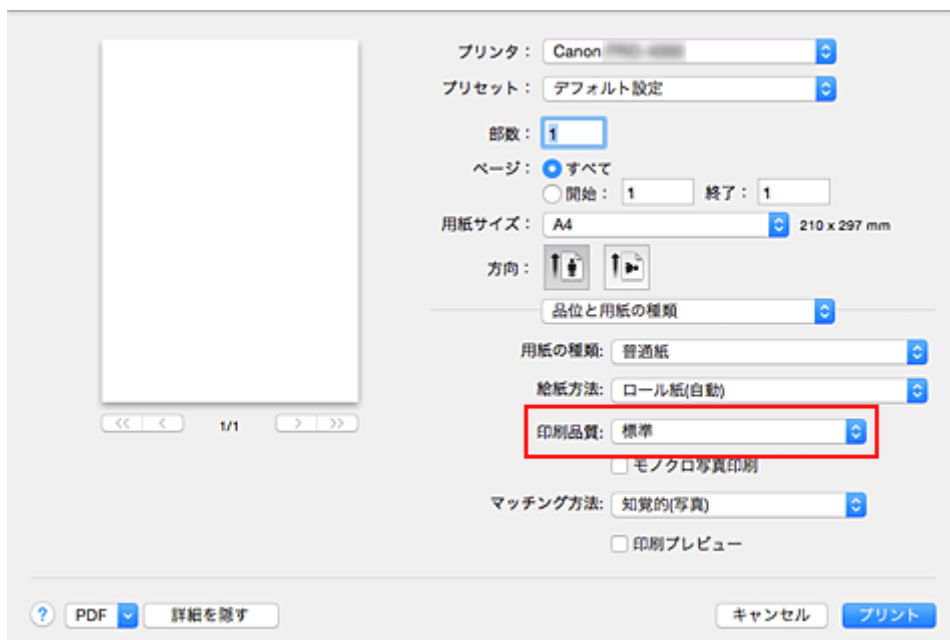 プリンタ： Canon
プリセット： デフォルト設定
部数： 1
ページ： すべて
開始： 1 終了： 1
用紙サイズ： A4 210 x 297 mm
方向：
品位と用紙の種類
用紙の種類: 普通紙
給紙方法: ロール紙(自動)
<< < 1/1 > >>
印刷品質: 標準
モノクロ写真印刷
マッチング方法: 知覚的(写真)
印刷プレビュー
? PDF 詳細を隠す キャンセル プリント